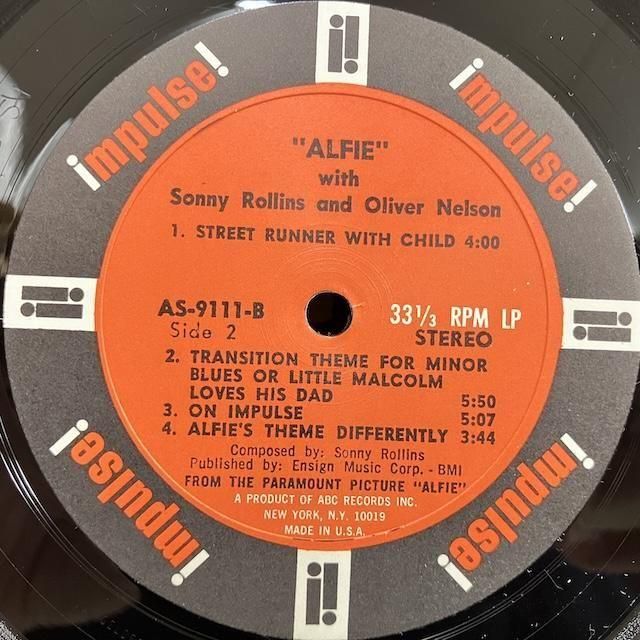 impulse!
impulse!
"ALFIE"
with
Sonny Rollins and Oliver Nelson
1. STREET RUNNER WITH CHILD 4:00
AS-9111-B
33⅓ RPM LP
Side 2
STEREO
2. TRANSITION THEME FOR MINOR
BLUES OR LITTLE MALCOLM
LOVES HIS DAD 5:50
3. ON IMPULSE 5:07
4. ALFIE'S THEME DIFFERENTLY 3:44
Composed by: Sonny Rollins
Published by: Ensign Music Corp. - BMI
FROM THE PARAMOUNT PICTURE "ALFIE"
A PRODUCT OF ABC RECORDS INC.
NEW YORK, N.Y. 10019
MADE IN U.S.A.
impulse!
impulse!